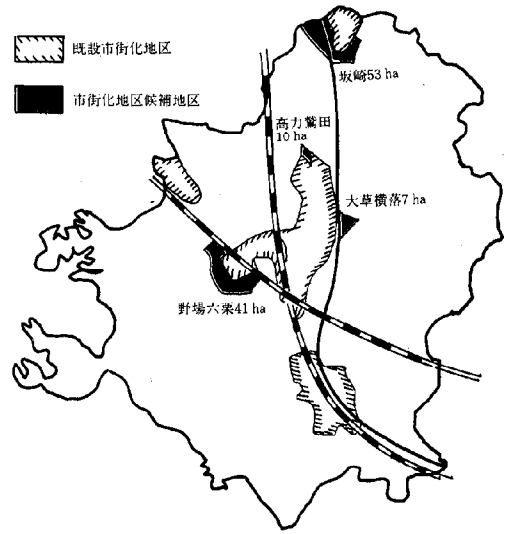 既設市街化地区
市街化地区候補地区
坂崎53 ha
高力鷲田
10 ha
大草横落7 ha
野場六栗41 ha